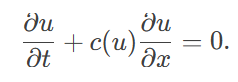 ∂u/∂t + c(u) ∂u/∂x = 0.